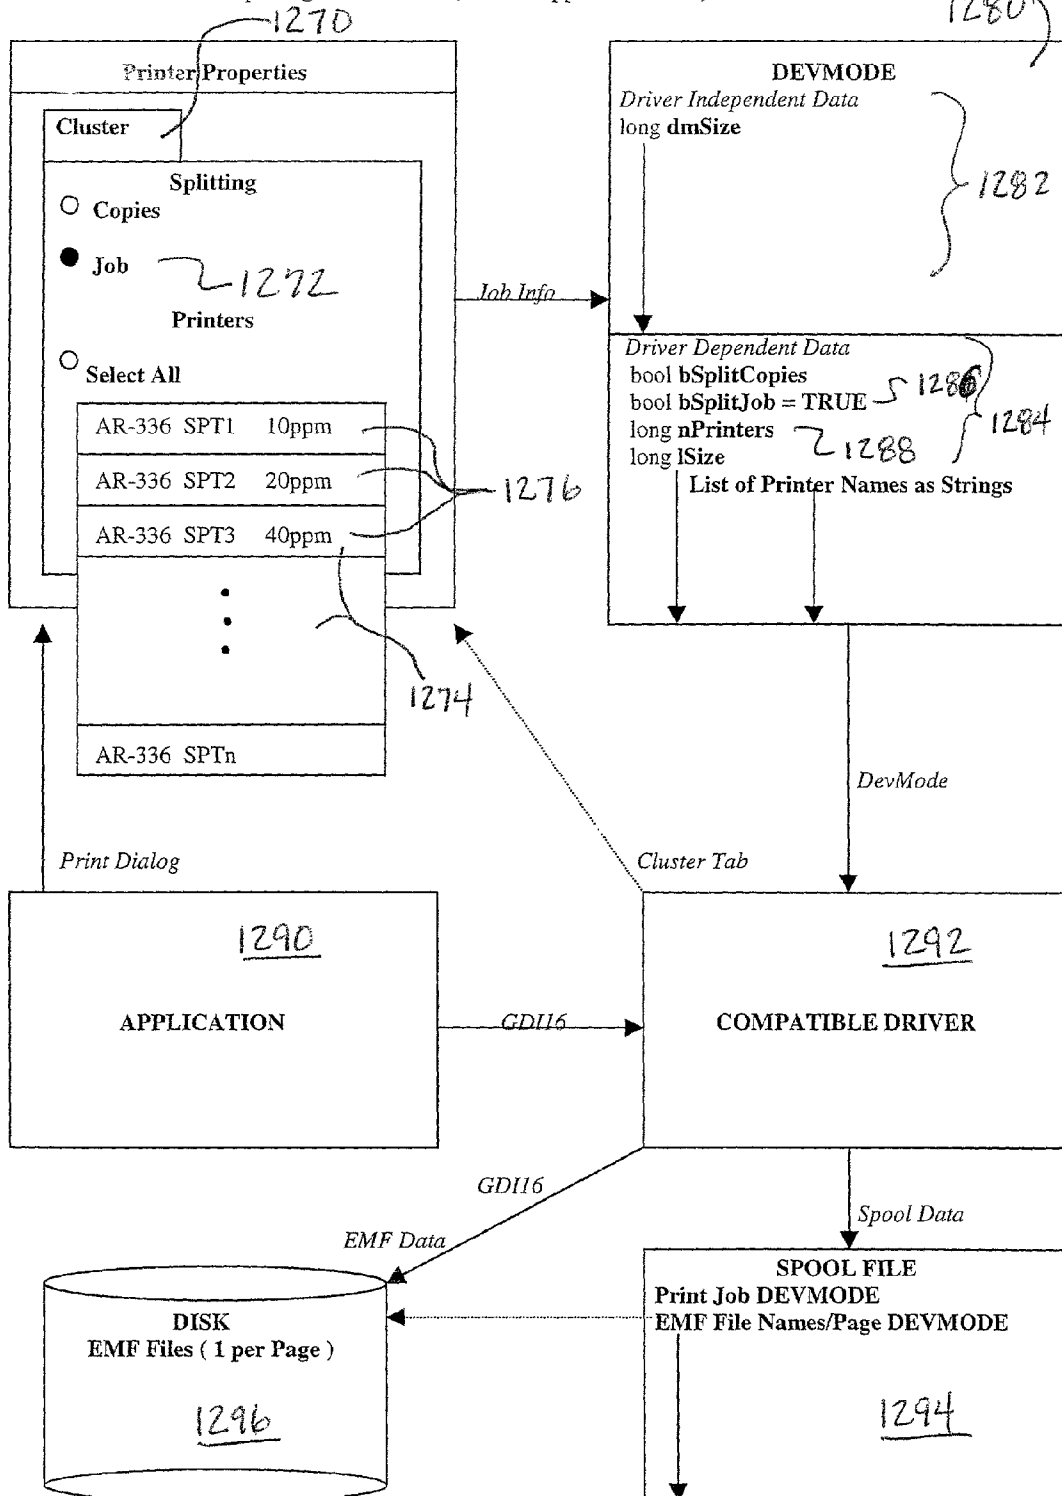 1270
1280
Printer Properties
Cluster
Splitting
Copies
Job
1272
Printers
Select All
AR-336 SPT1 10ppm
AR-336 SPT2 20ppm
AR-336 SPT3 40ppm
1276
1274
AR-336 SPTn
Job Info
DEVMODE
Driver Independent Data
long dmSize
1282
Driver Dependent Data
bool bSplitCopies
bool bSplitJob = TRUE
1286
long nPrinters
1288
1284
long lSize
List of Printer Names as Strings
DevMode
Print Dialog
Cluster Tab
1290
APPLICATION
GDI16
1292
COMPATIBLE DRIVER
GDI16
EMF Data
Spool Data
DISK
EMF Files ( 1 per Page )
1296
SPOOL FILE
Print Job DEVMODE
EMF File Names/Page DEVMODE
1294